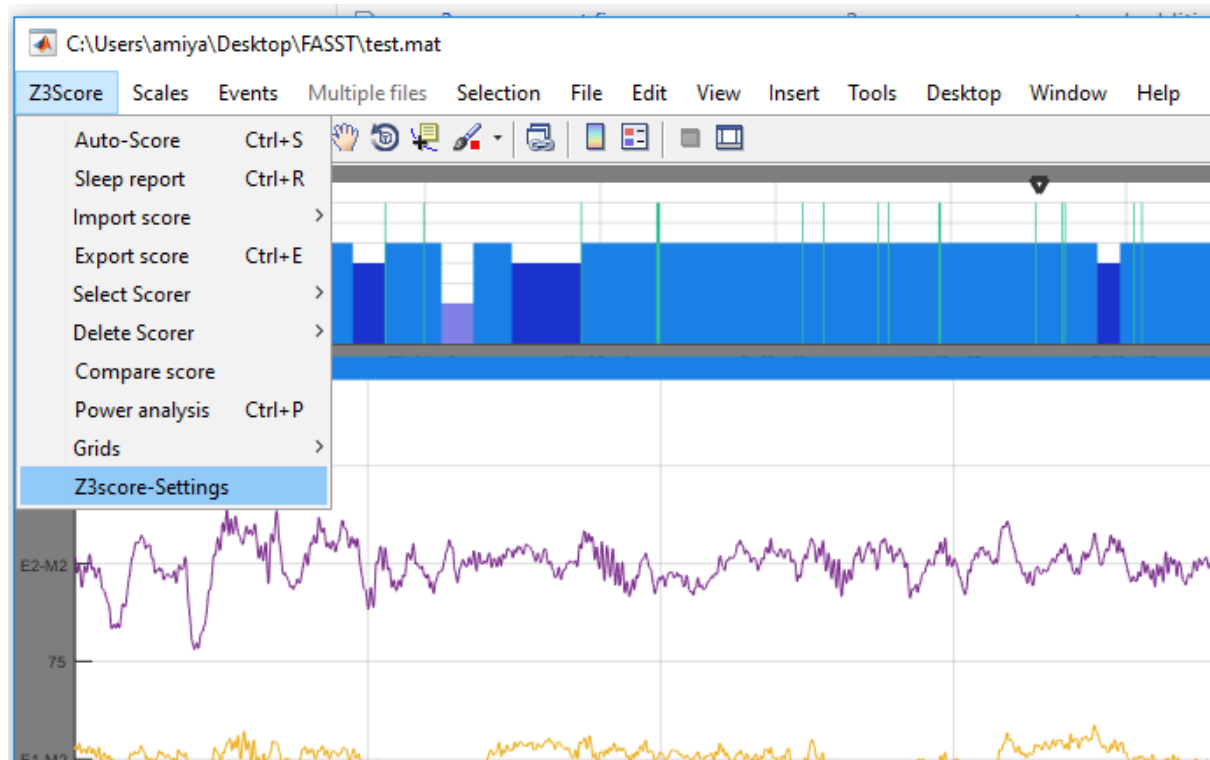 C:\Users\amiya\Desktop\FASST\test.mat
Z3Score Scales Events Multiple files Selection File Edit View Insert Tools Desktop Window Help
Auto-Score Ctrl+S
Sleep report Ctrl+R
Import score
Export score Ctrl+E
Select Scorer
Delete Scorer
Compare score
Power analysis Ctrl+P
Grids
Z3score-Settings
E2-M2
75
E1-M2